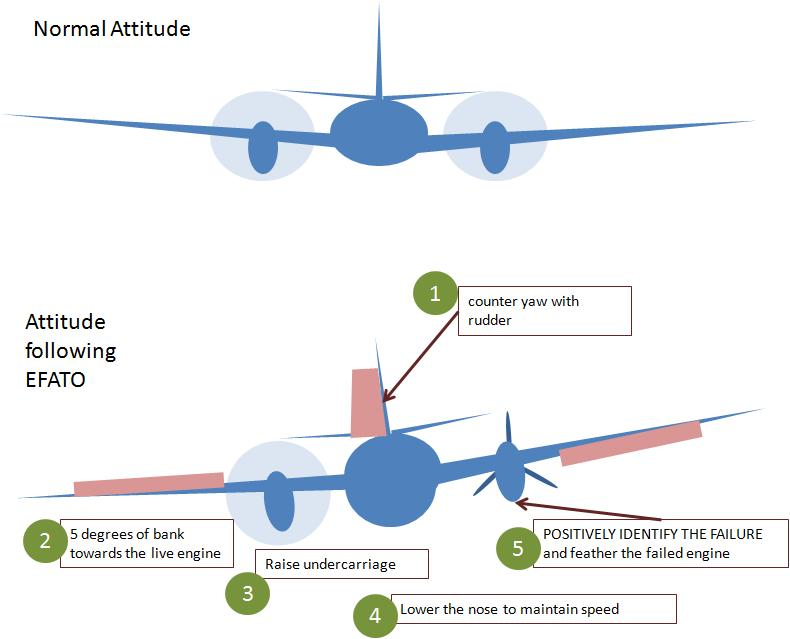 Normal Attitude
1
counter yaw with
rudder
Attitude
following
EFATO
2
5 degrees of bank
towards the live engine
5
POSITIVELY IDENTIFY THE FAILURE
and feather the failed engine
3
Raise undercarriage
4
Lower the nose to maintain speed